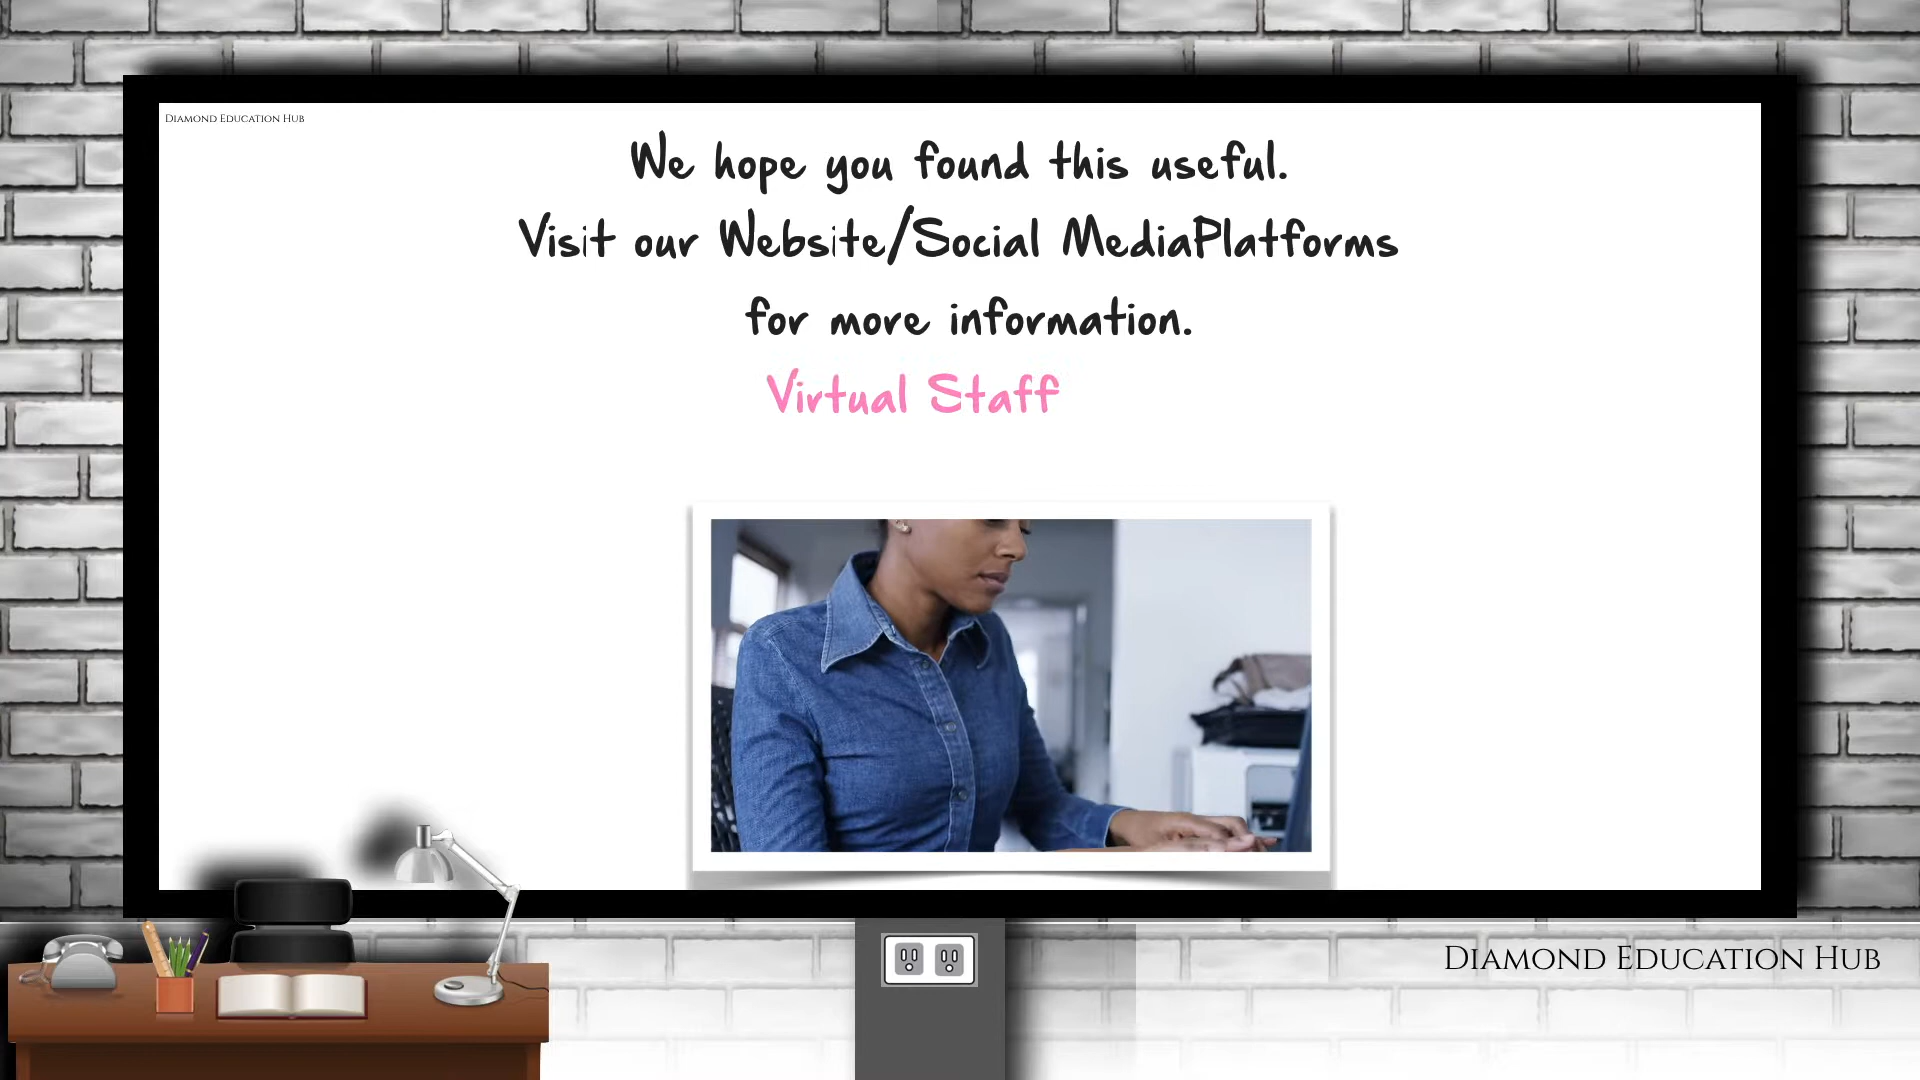 Diamond Education Hub
We hope you found this useful.
Visit our Website/Social MediaPlatforms
for more information.
Virtual Staff
Diamond Education Hub